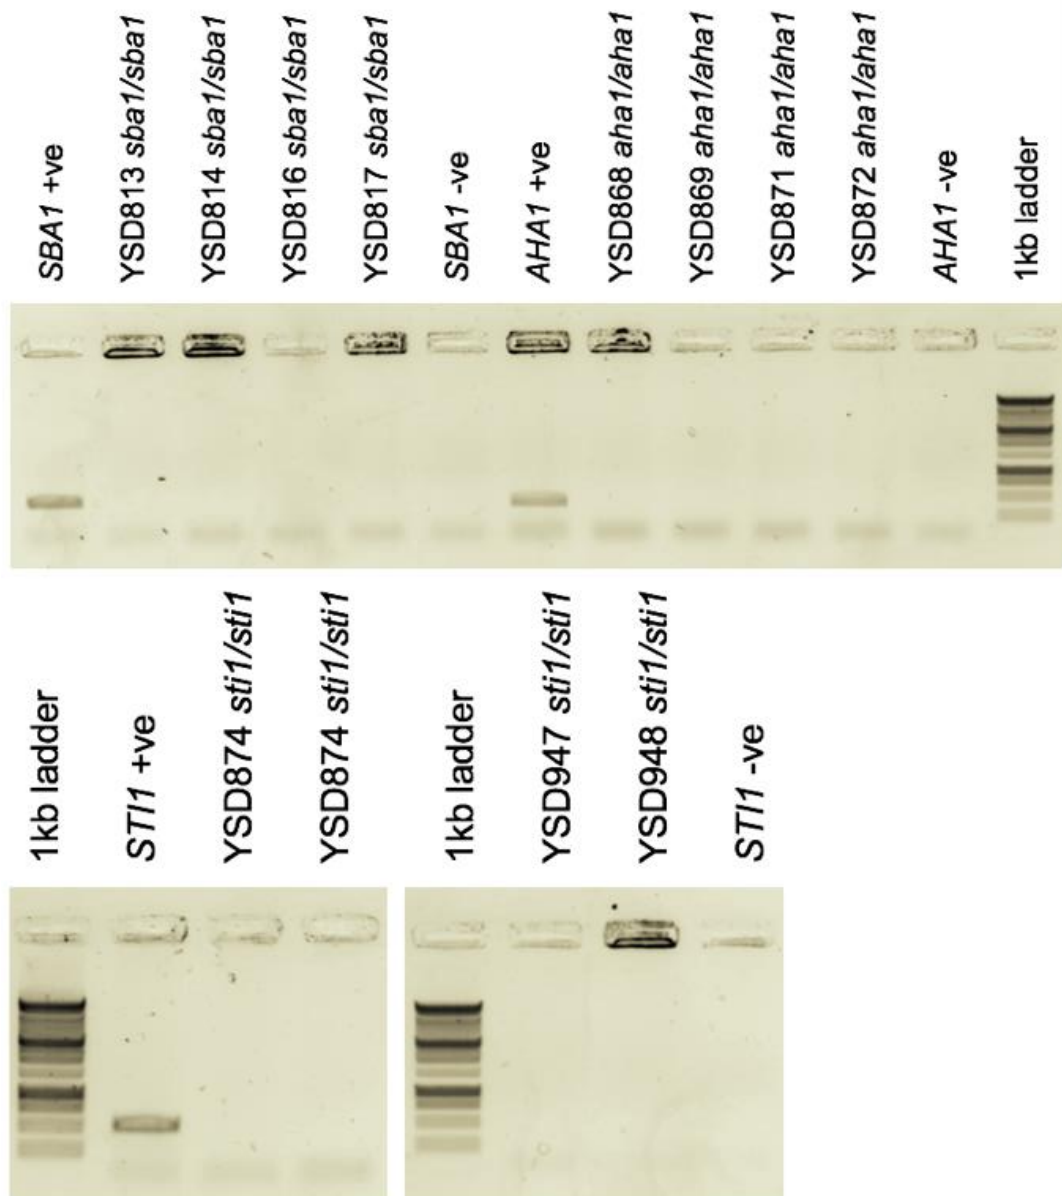 SBA1 +ve
YSD813 sba1/sba1
YSD814 sba1/sba1
YSD816 sba1/sba1
YSD817 sba1/sba1
SBA1 -ve
AHA1 +ve
YSD868 aha1/aha1
YSD869 aha1/aha1
YSD871 aha1/aha1
YSD872 aha1/aha1
AHA1 -ve
1kb ladder
1kb ladder
STI1 +ve
YSD874 sti1/sti1
YSD874 sti1/sti1
1kb ladder
YSD947 sti1/sti1
YSD948 sti1/sti1
STI1 -ve